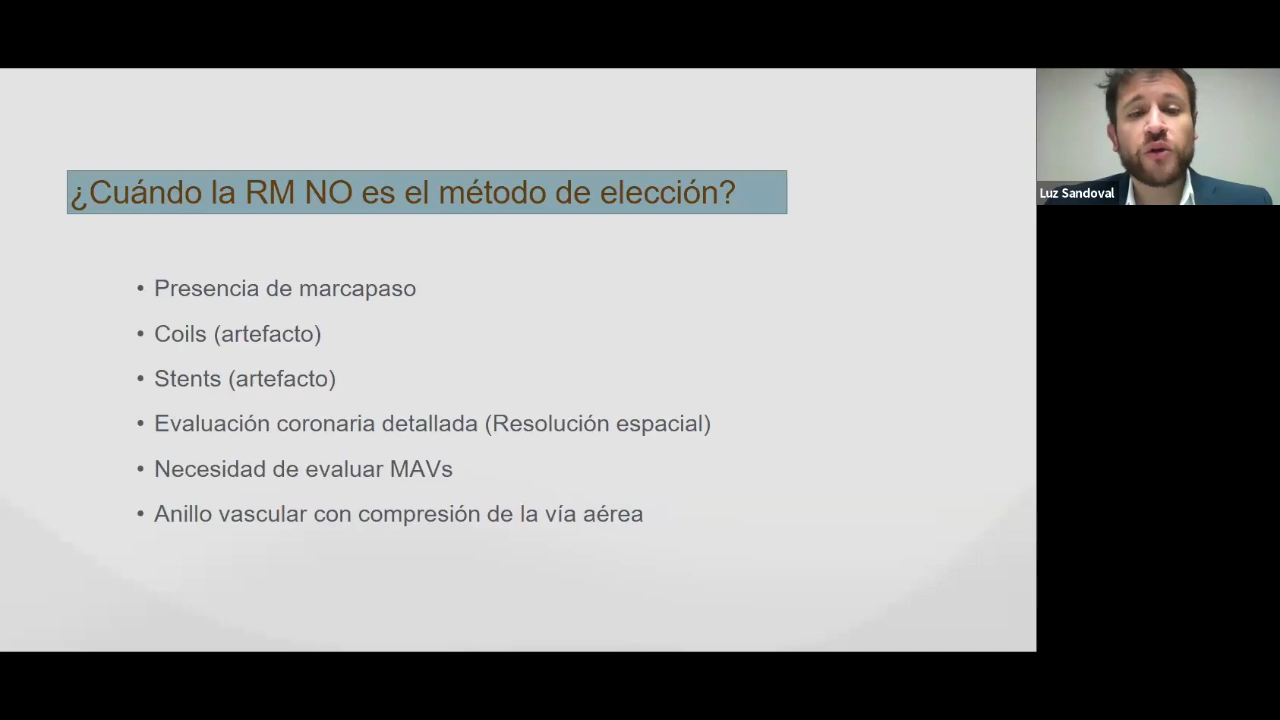 ¿Cuándo la RM NO es el método de elección?
• Presencia de marcapaso
• Coils (artefacto)
• Stents (artefacto)
• Evaluación coronaria detallada (Resolución espacial)
• Necesidad de evaluar MAVs
• Anillo vascular con compresión de la vía aérea
Luz Sandoval